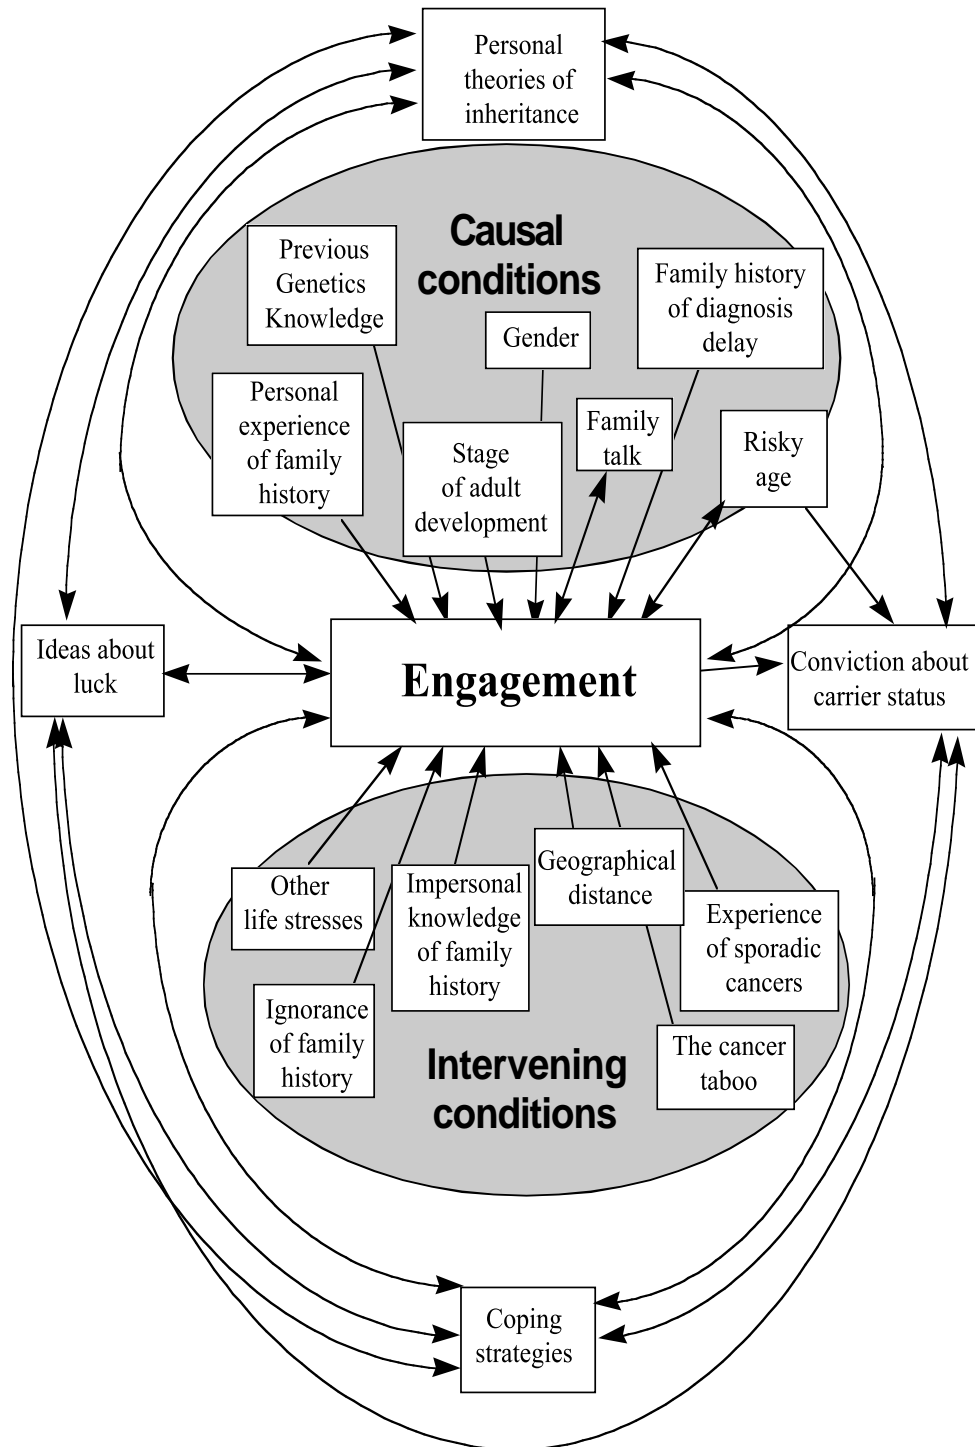 Personal
theories of
inheritance
Causal
conditions
Previous
Genetics
Knowledge
Gender
Family history
of diagnosis
delay
Personal
experience
of family
history
Stage
of adult
development
Family
talk
Risky
age
Ideas about
luck
Engagement
Conviction about
carrier status
Other
life stresses
Impersonal
knowledge
of family
history
Geographical
distance
Experience
of sporadic
cancers
Ignorance
of family
history
Intervening
conditions
The cancer
taboo
Coping
strategies